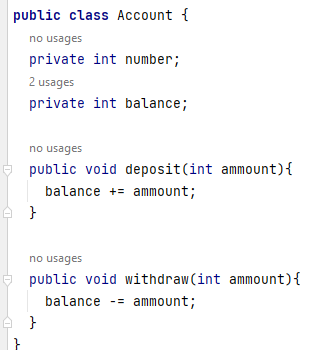 public class Account {
no usages
private int number;
2 usages
private int balance;
no usages
public void deposit(int ammount){
balance += ammount;
}
no usages
public void withdraw(int ammount){
balance -= ammount;
}
}